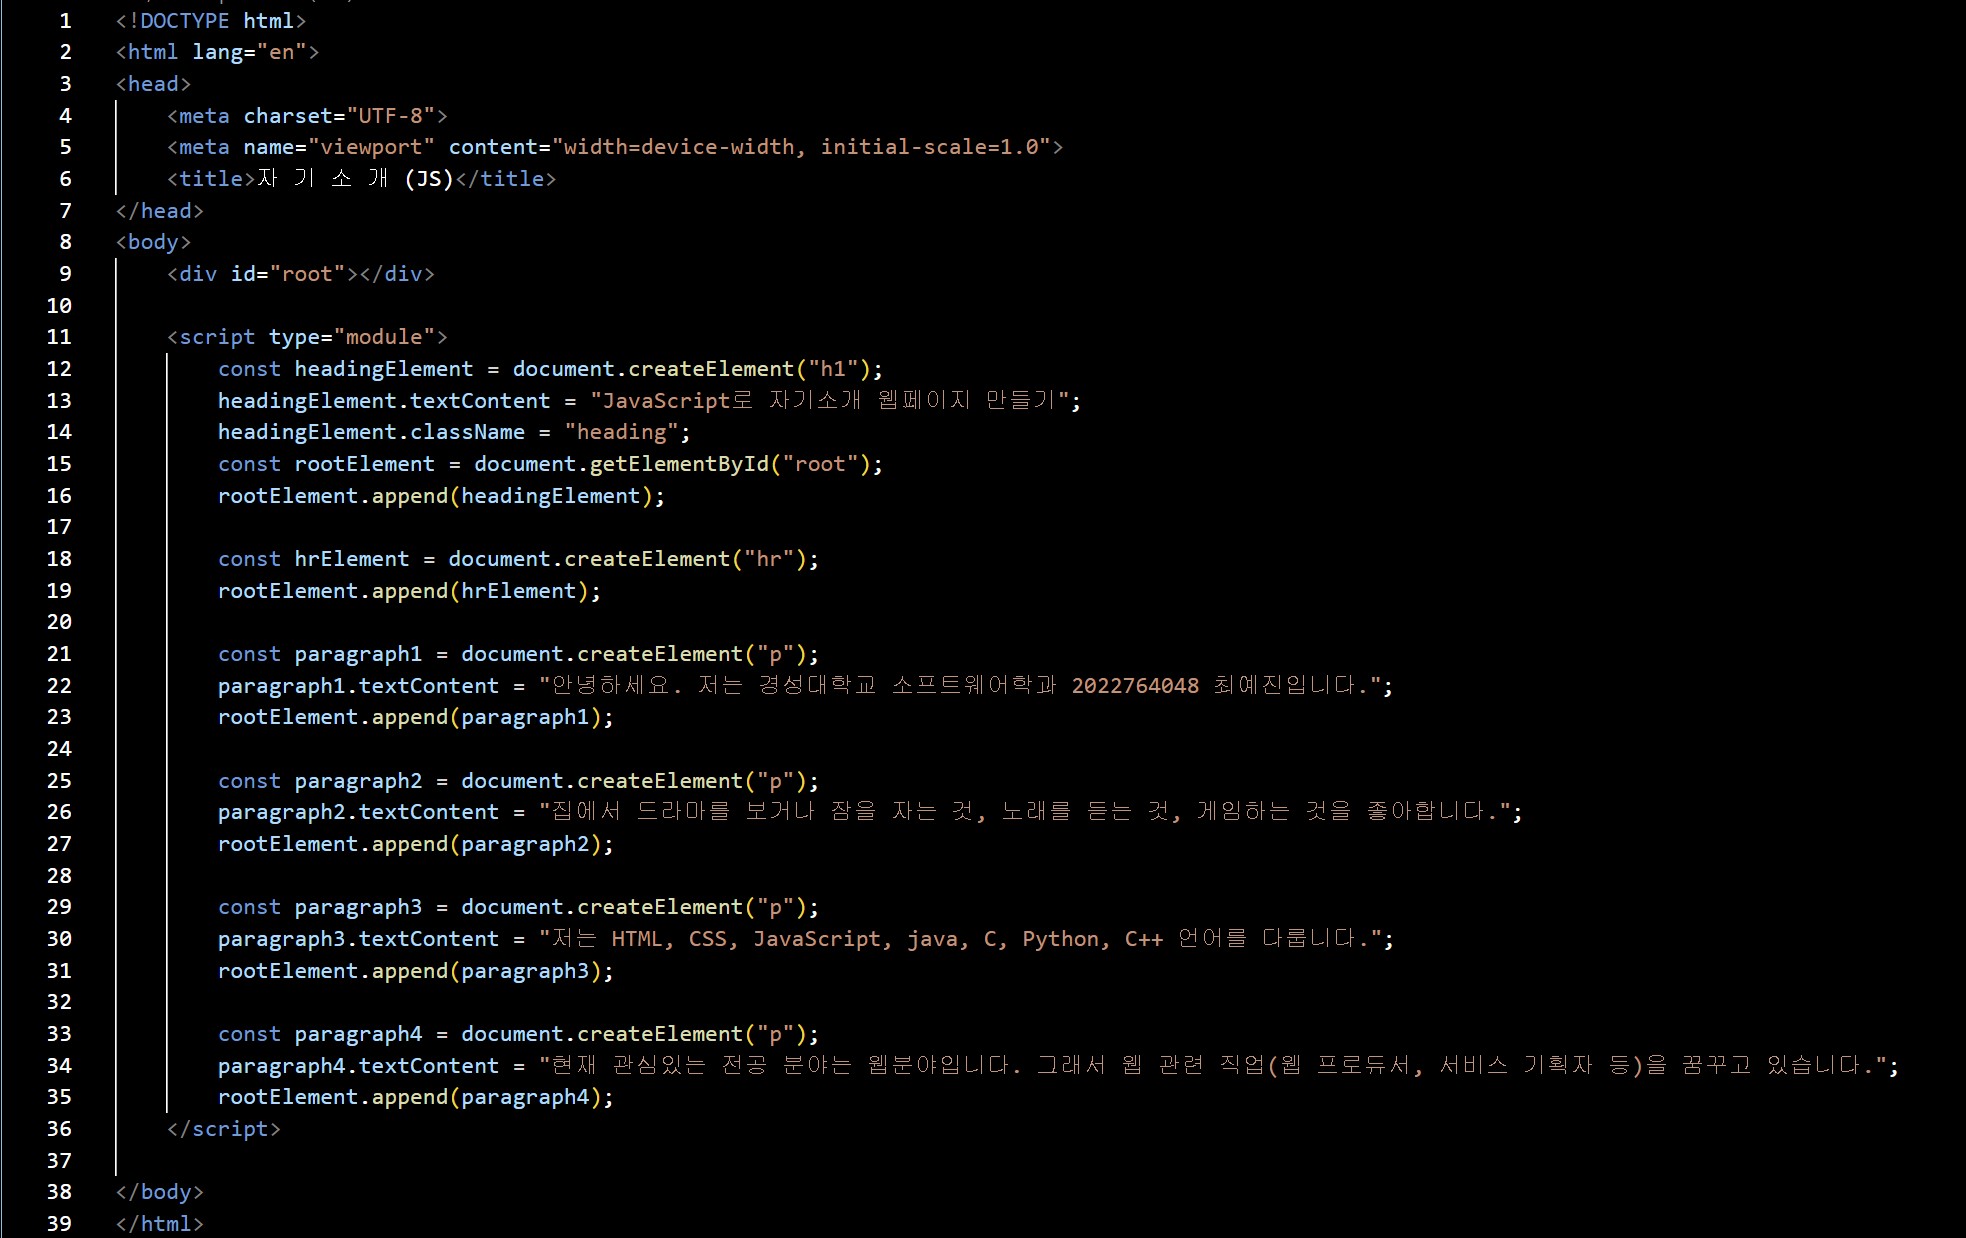 1 <!DOCTYPE html>
2 <html lang="en">
3 <head>
4     <meta charset="UTF-8">
5     <meta name="viewport" content="width=device-width, initial-scale=1.0">
6     <title>자 기 소 개 (JS)</title>
7 </head>
8 <body>
9     <div id="root"></div>
10
11     <script type="module">
12         const headingElement = document.createElement("h1");
13         headingElement.textContent = "JavaScript로 자기소개 웹페이지 만들기";
14         headingElement.className = "heading";
15         const rootElement = document.getElementById("root");
16         rootElement.append(headingElement);
17
18         const hrElement = document.createElement("hr");
19         rootElement.append(hrElement);
20
21         const paragraph1 = document.createElement("p");
22         paragraph1.textContent = "안녕하세요. 저는 경성대학교 소프트웨어학과 2022764048 최예진입니다.";
23         rootElement.append(paragraph1);
24
25         const paragraph2 = document.createElement("p");
26         paragraph2.textContent = "집에서 드라마를 보거나 잠을 자는 것, 노래를 듣는 것, 게임하는 것을 좋아합니다.";
27         rootElement.append(paragraph2);
28
29         const paragraph3 = document.createElement("p");
30         paragraph3.textContent = "저는 HTML, CSS, JavaScript, java, C, Python, C++ 언어를 다룹니다.";
31         rootElement.append(paragraph3);
32
33         const paragraph4 = document.createElement("p");
34         paragraph4.textContent = "현재 관심있는 전공 분야는 웹분야입니다. 그래서 웹 관련 직업(웹 프로듀서, 서비스 기획자 등)을 꿈꾸고 있습니다.";
35         rootElement.append(paragraph4);
36     </script>
37
38 </body>
39 </html>